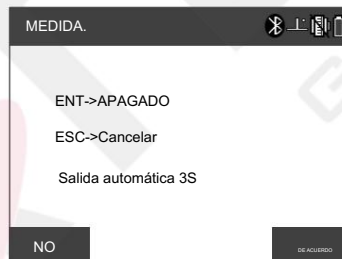 MEDIDA.
ENT->APAGADO
ESC->Cancelar
Salida automática 3S
NO
DE ACUERDO